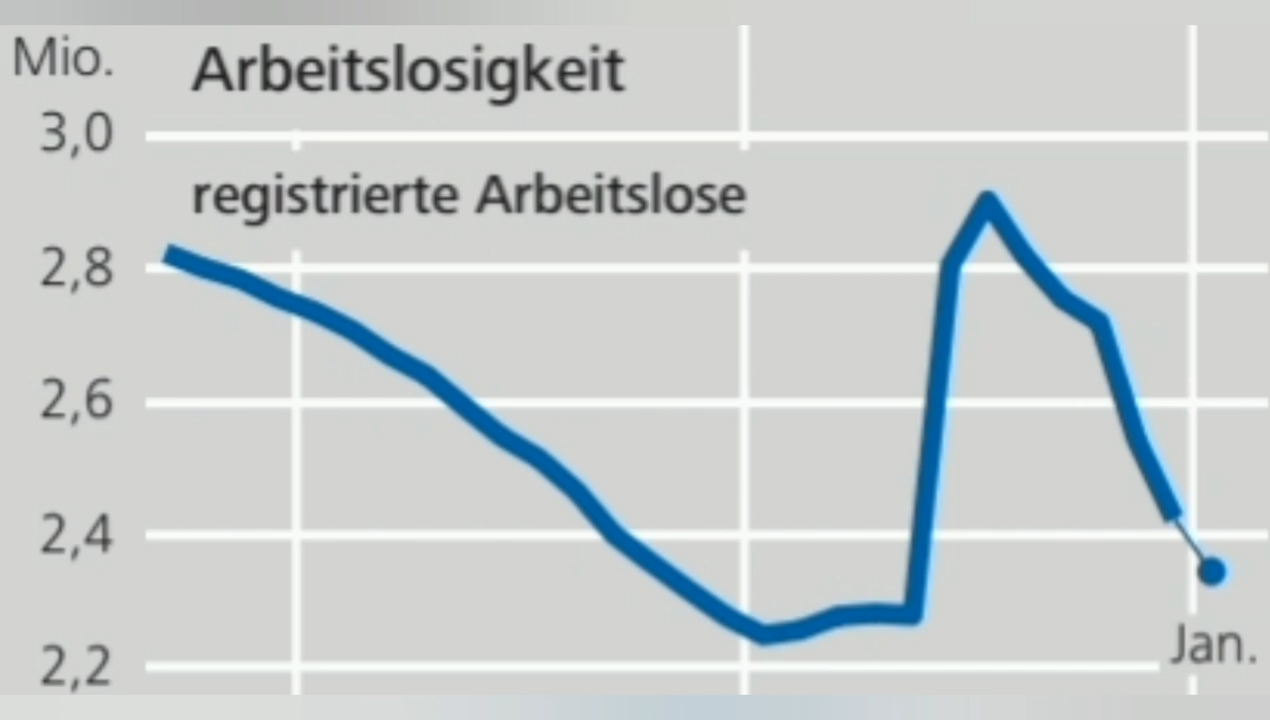 Mio.
Arbeitslosigkeit
3,0
registrierte Arbeitslose
2,8
2,6
2,4
Jan.
2,2